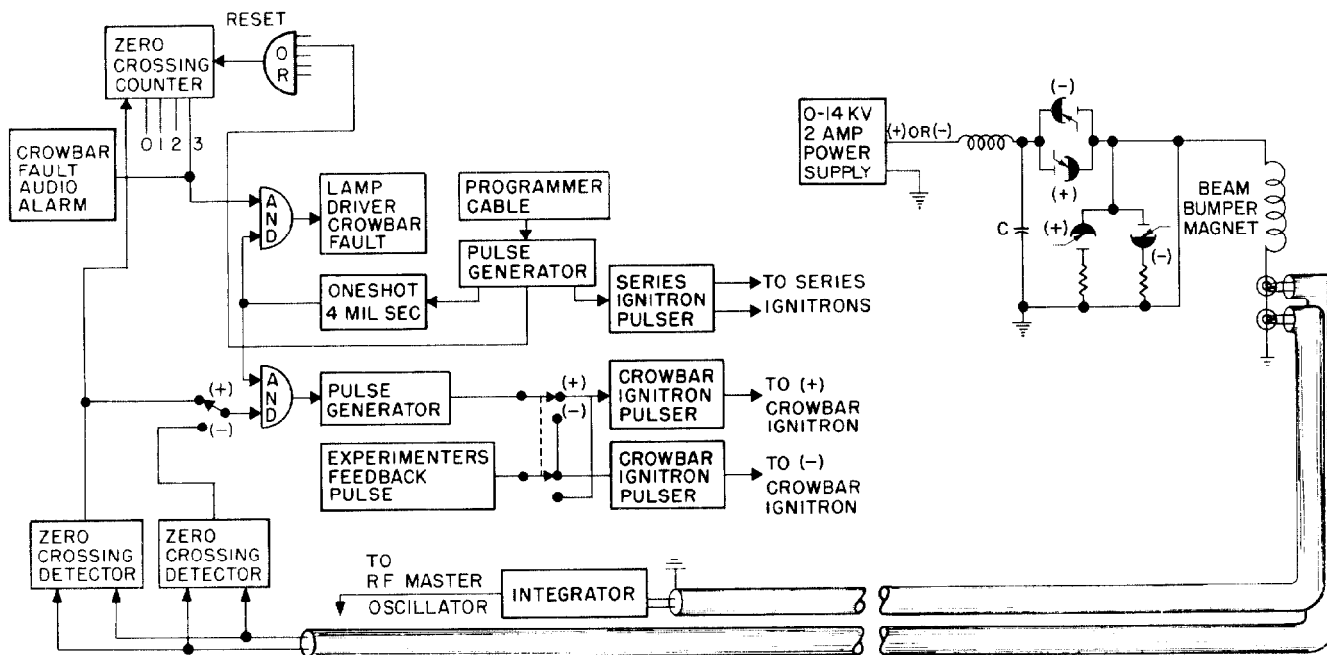 RESET
ZERO
CROSSING
COUNTER
OR
0 1 2 3
CROWBAR
FAULT
AUDIO
ALARM
AND
LAMP
DRIVER
CROWBAR
FAULT
PROGRAMMER
CABLE
PULSE
GENERATOR
ONESHOT
4 MIL SEC
SERIES
IGNITRON
PULSER
TO SERIES
IGNITRONS
0-14 KV
2 AMP
POWER
SUPPLY
(+) OR (-)
(-)
(+)
C
(+)
(-)
BEAM
BUMPER
MAGNET
(+)
(-)
AND
PULSE
GENERATOR
(+)
(-)
CROWBAR
IGNITRON
PULSER
TO (+)
CROWBAR
IGNITRON
EXPERIMENTERS
FEEDBACK
PULSE
CROWBAR
IGNITRON
PULSER
TO (-)
CROWBAR
IGNITRON
ZERO
CROSSING
DETECTOR
ZERO
CROSSING
DETECTOR
TO
RF MASTER
OSCILLATOR
INTEGRATOR